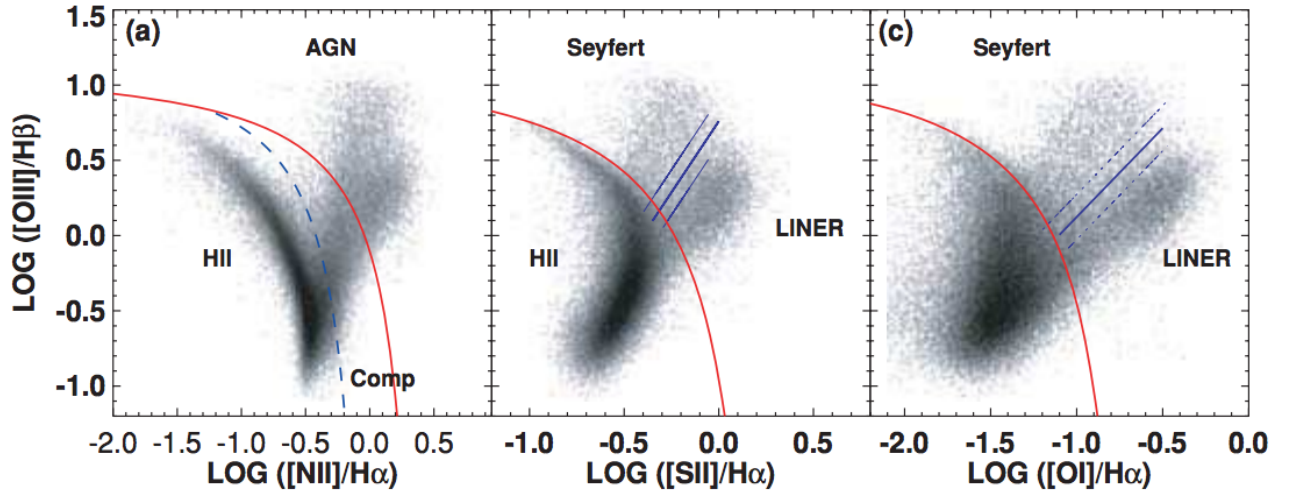 LOG ([OIII]/Hβ)
1.5
1.0
0.5
0.0
-0.5
-1.0
(a)
AGN
HII
Comp
-2.0 -1.5 -1.0 -0.5 0.0 0.5
LOG ([NII]/Hα)
Seyfert
HII
LINER
-1.0 -0.5 0.0 0.5
LOG ([SII]/Hα)
(c)
Seyfert
LINER
-2.0 -1.5 -1.0 -0.5 0.0
LOG ([OI]/Hα)